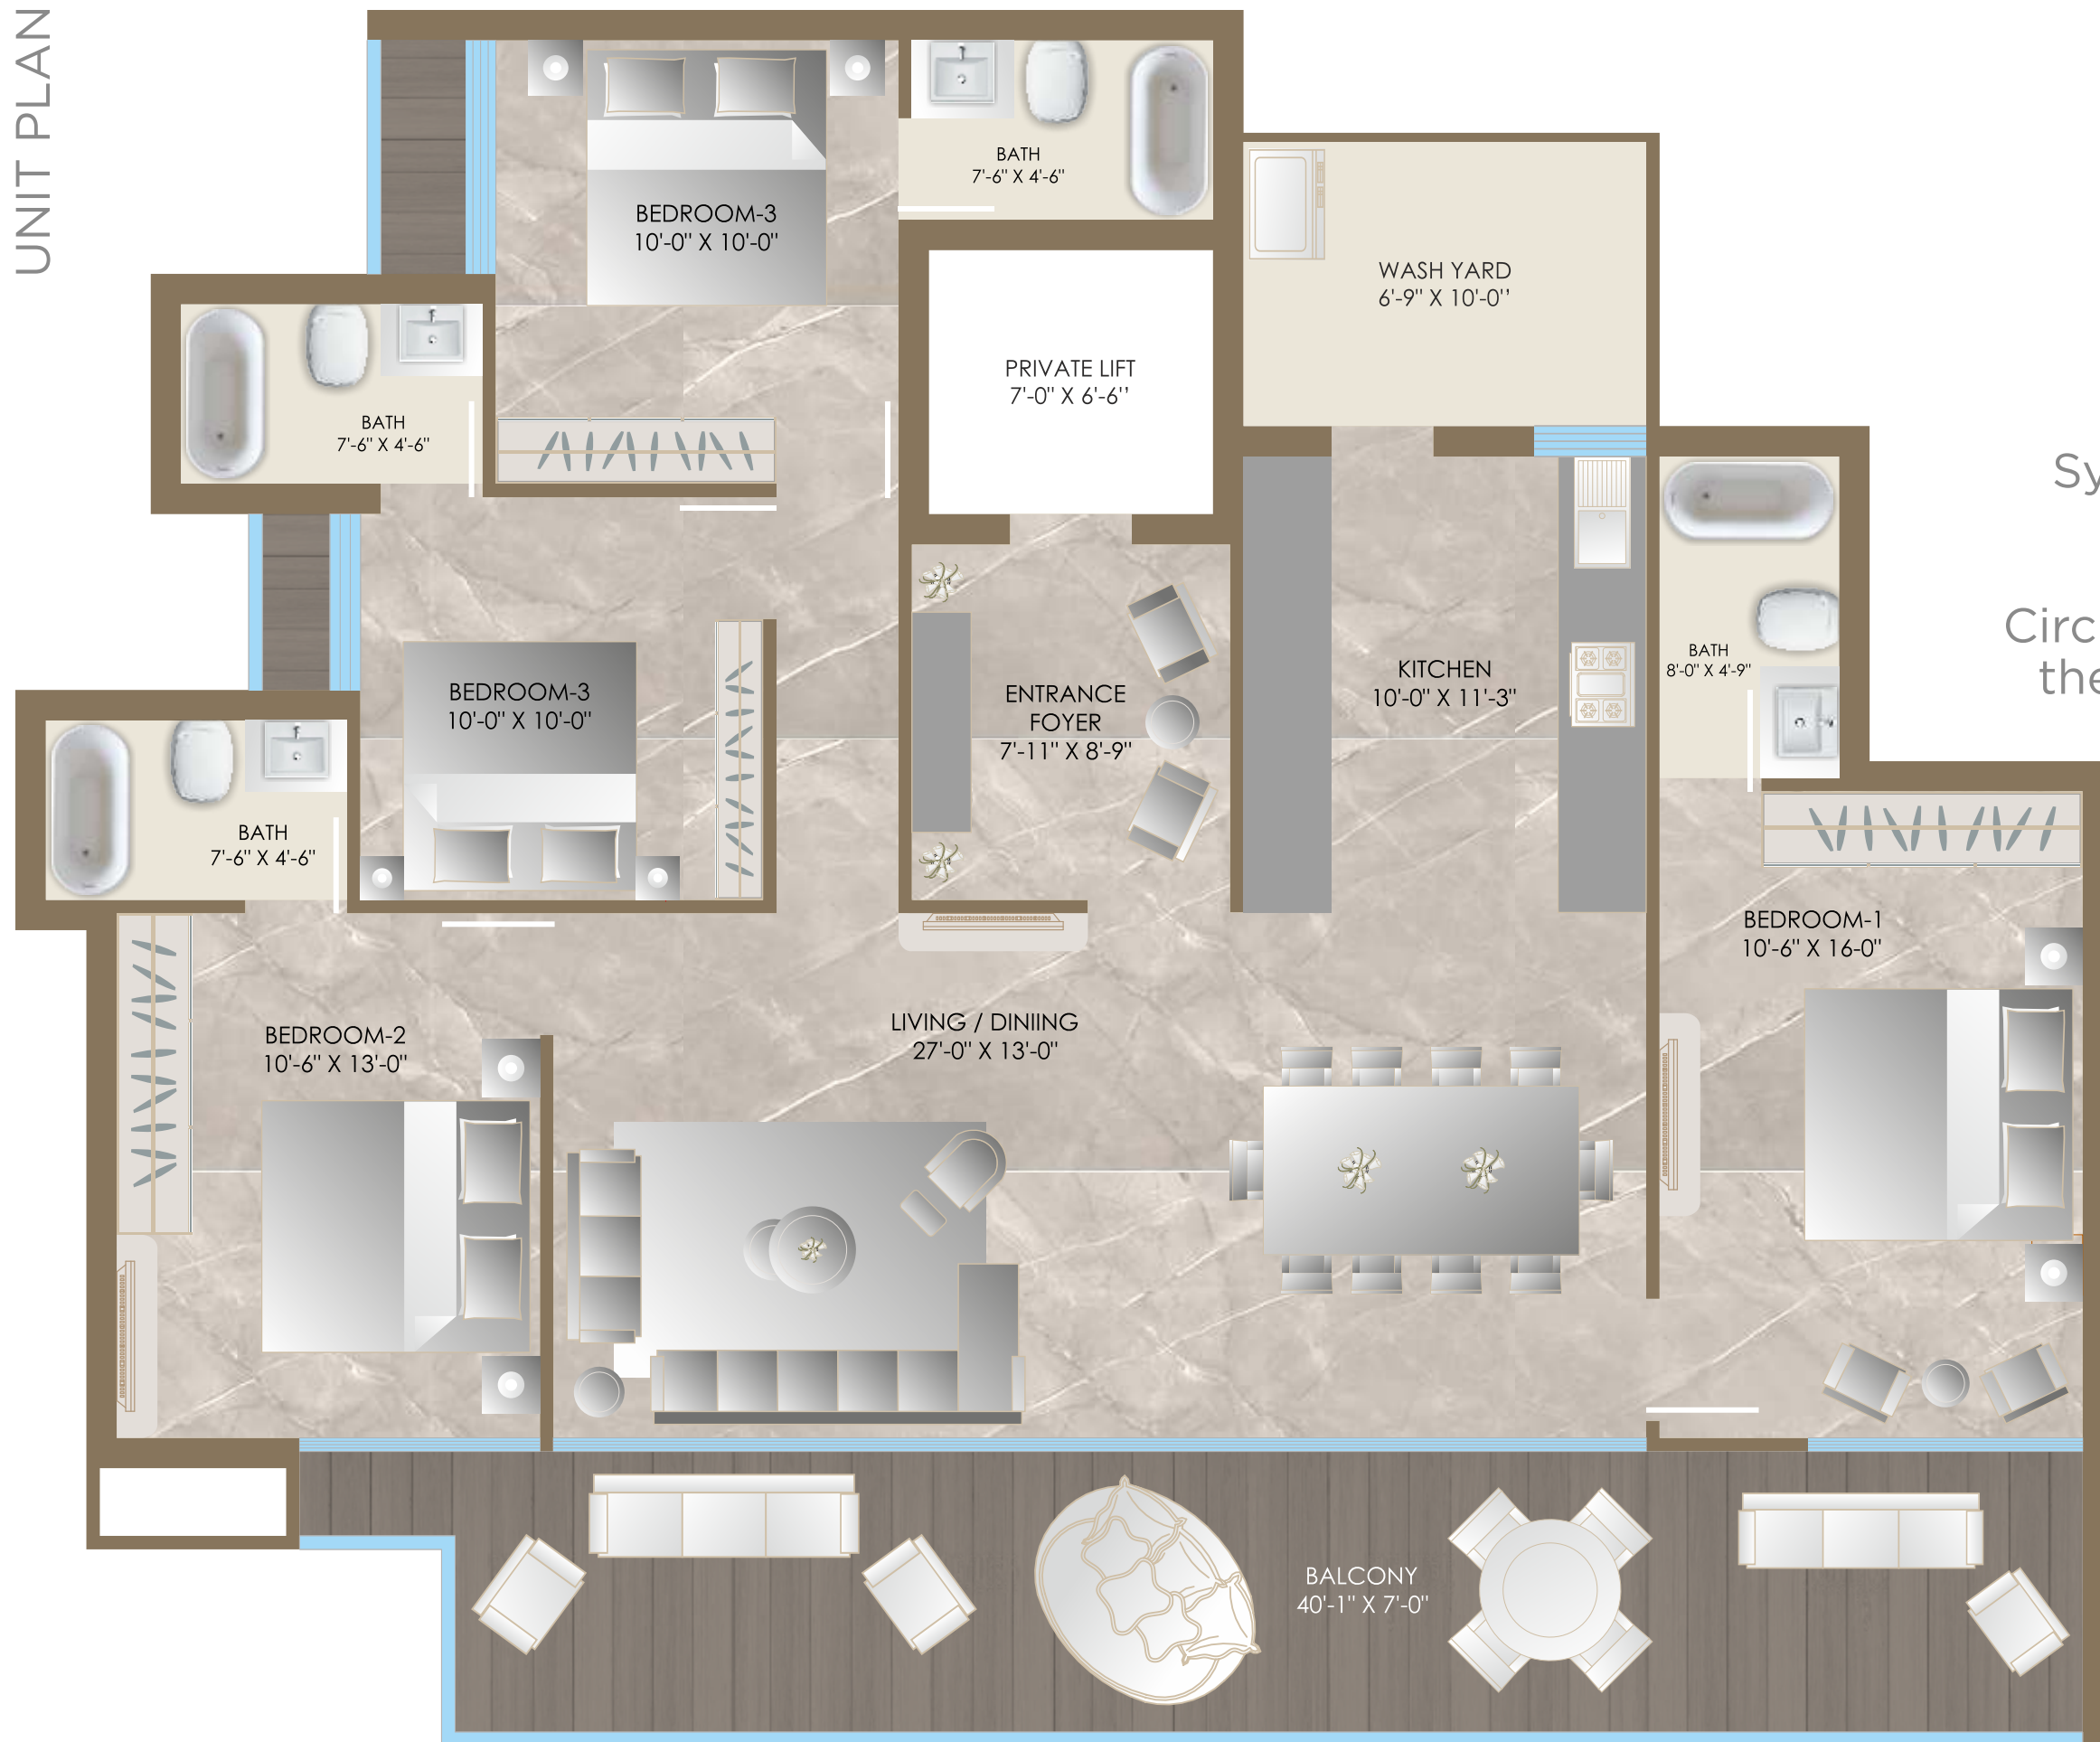 UNIT PLAN
BATH
7'-6" X 4'-6"
BEDROOM-3
10'-0" X 10'-0"
WASH YARD
6'-9" X 10'-0''
PRIVATE LIFT
7'-0" X 6'-6''
BATH
7'-6" X 4'-6"
Sy
Circ
the
BATH
8'-0" X 4'-9"
KITCHEN
10'-0" X 11'-3"
ENTRANCE
FOYER
7'-11" X 8'-9"
BEDROOM-3
10'-0" X 10'-0"
BATH
7'-6" X 4'-6"
BEDROOM-1
10'-6" X 16-0"
LIVING / DINIING
27'-0" X 13'-0"
BEDROOM-2
10'-6" X 13'-0"
BALCONY
40'-1" X 7'-0"